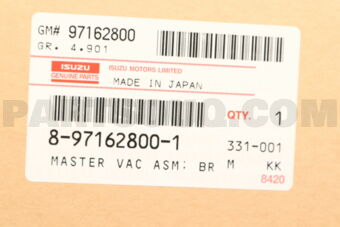 GM# 97162800
GR. 4.901
ISUZU
GENUINE PARTS
ISUZU MOTORS LIMITED
MADE IN JAPAN
QTY. 1
8-97162800-1
331-001
MASTER VAC ASM; BR M KK
8420